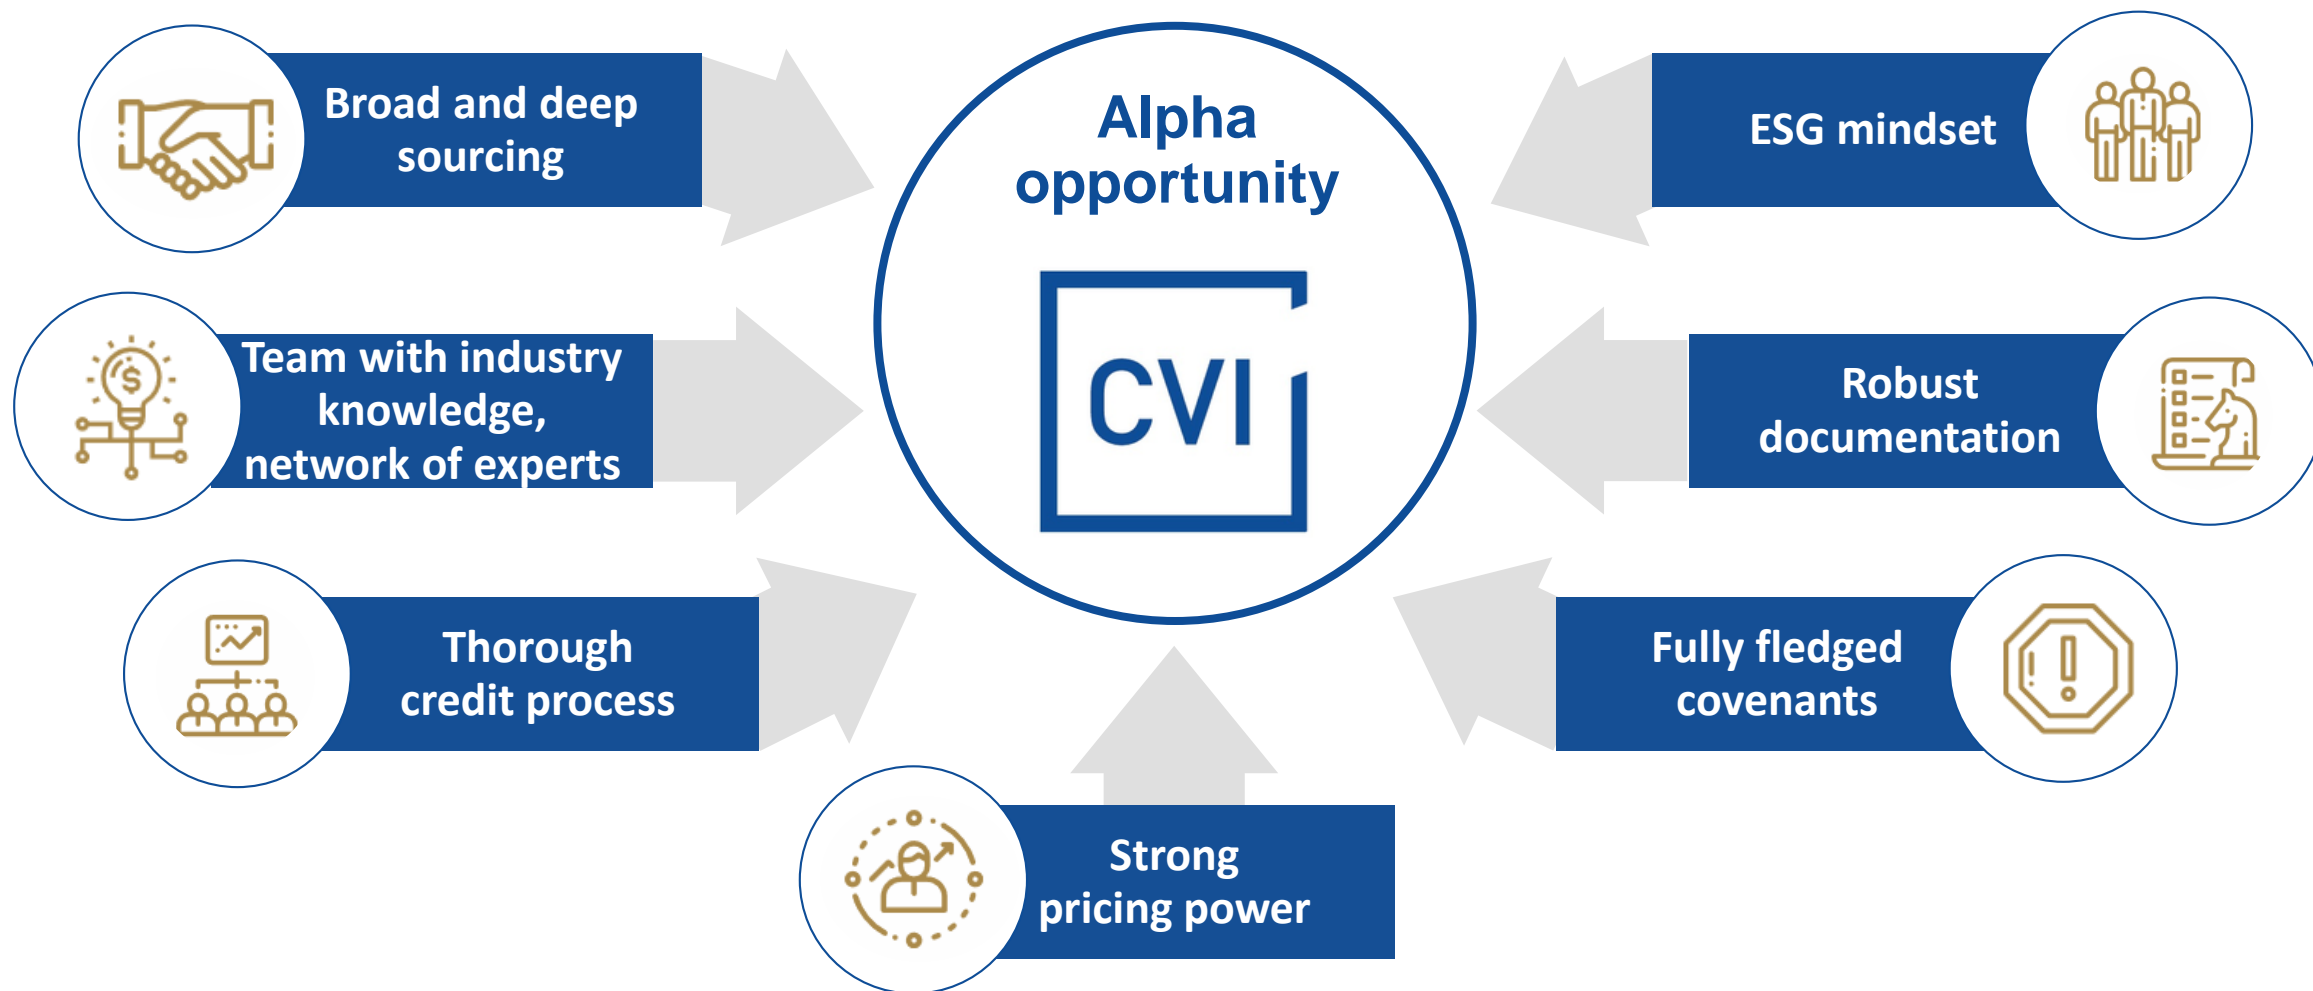 Alpha
opportunity
CVI
Broad and deep
sourcing
Team with industry
knowledge,
network of experts
Thorough
credit process
Strong
pricing power
ESG mindset
Robust
documentation
Fully fledged
covenants